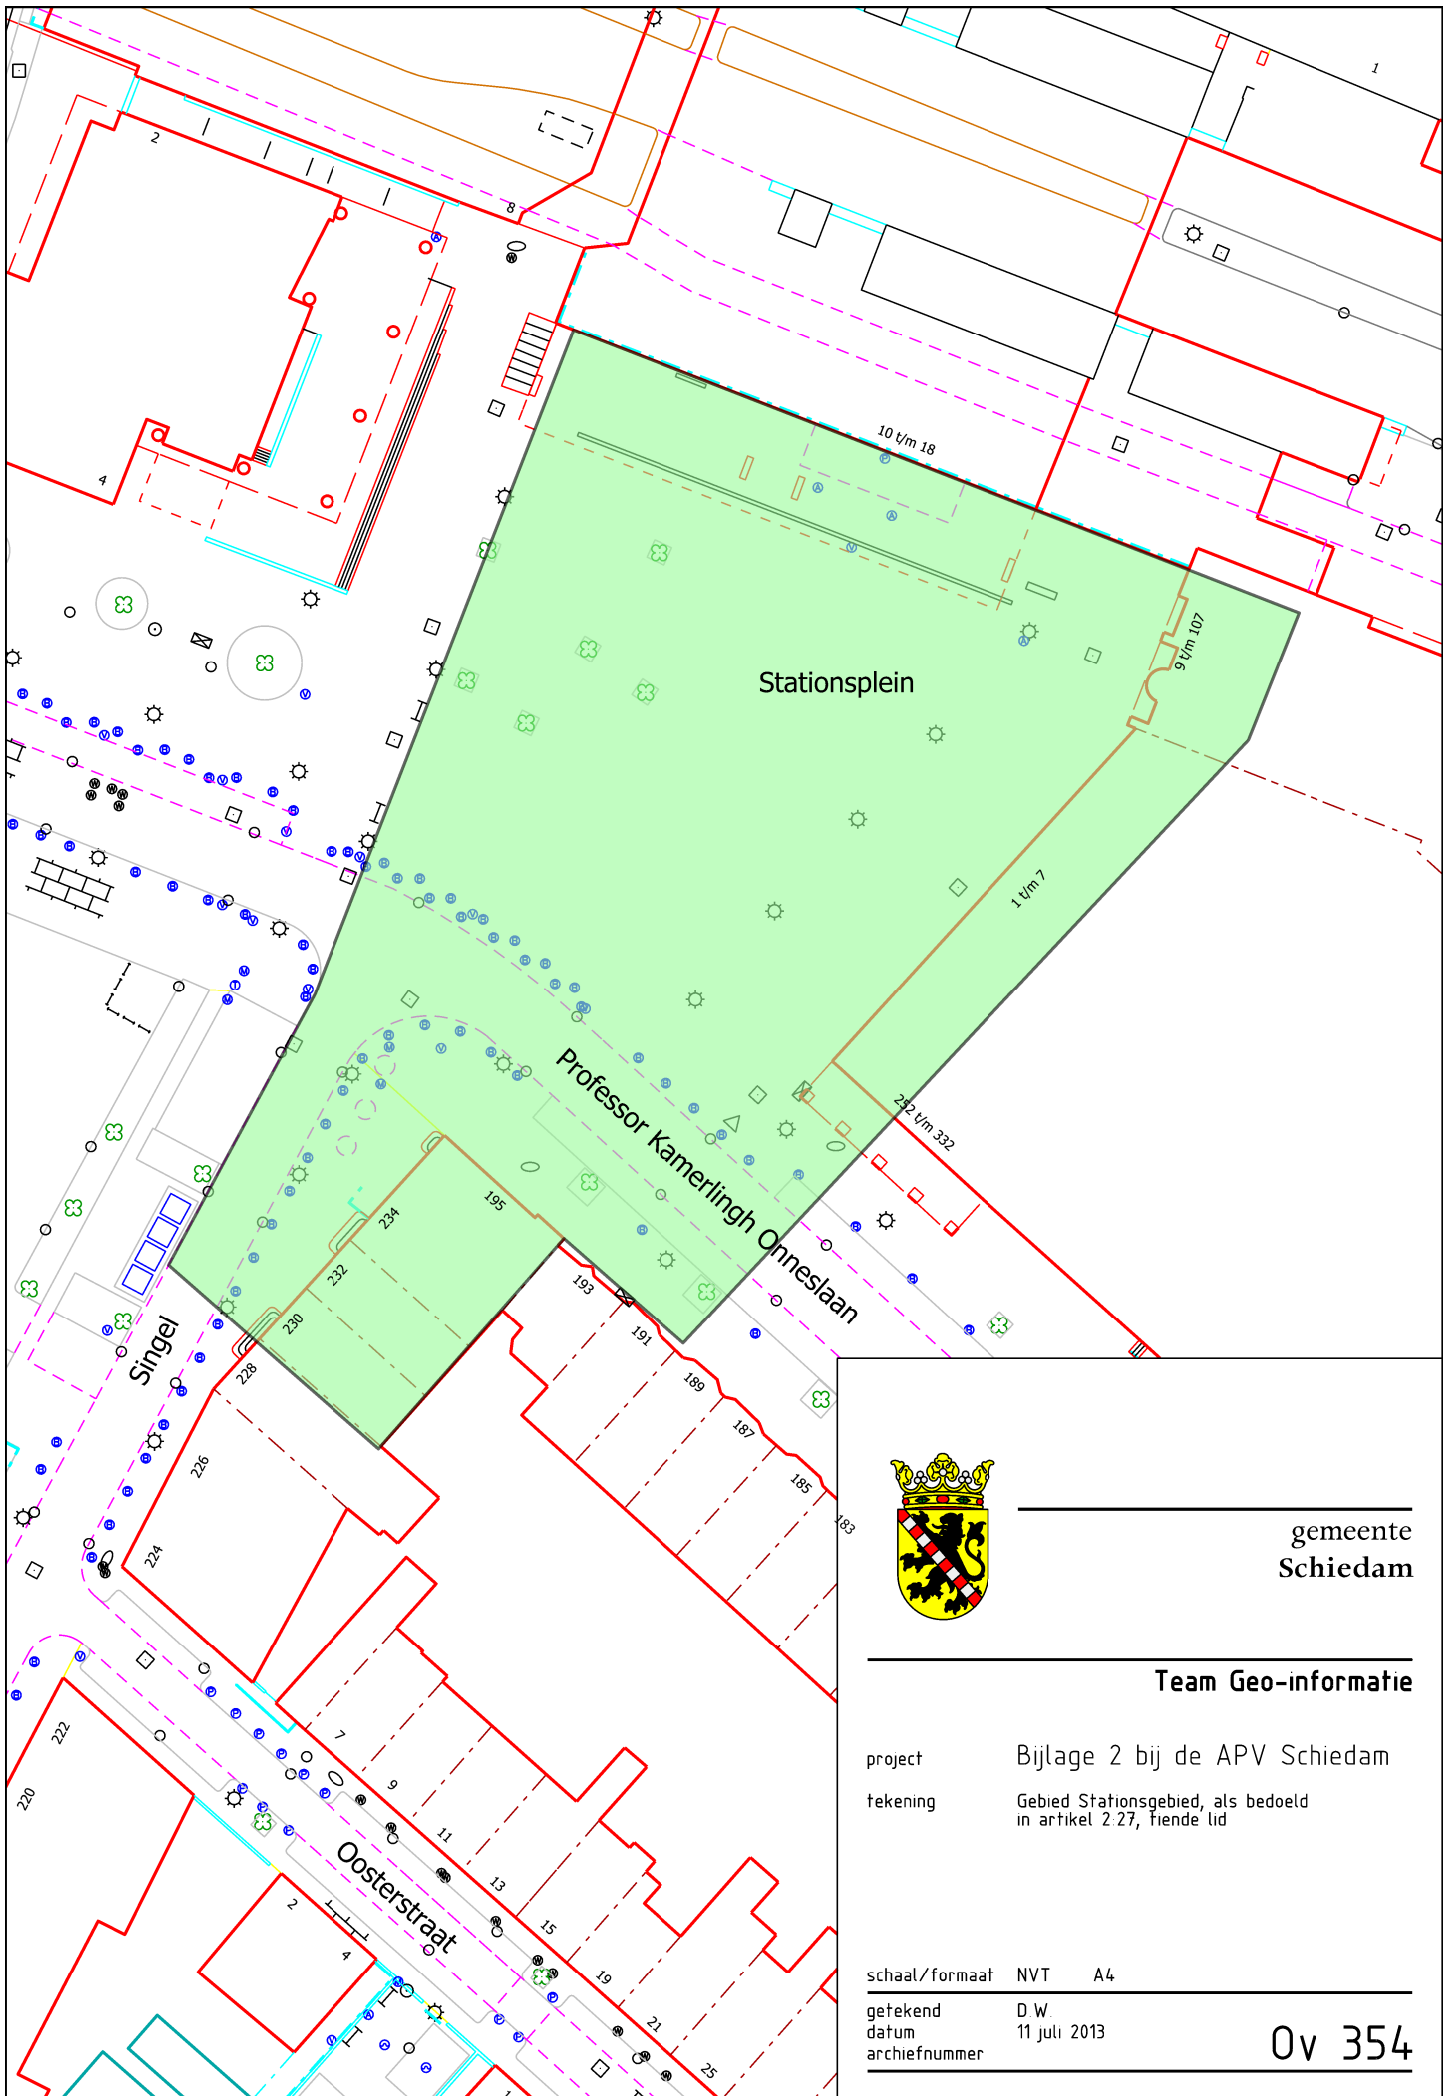 1
2
8
10 t/m 18
4
9 t/m 107
Stationsplein
1 t/m 7
Professor Kamerlingh Onneslaan
252 t/m 332
195
234
232
230
228
193
191
189
187
185
183
Singel
226
224
222
220
7
9
11
13
15
19
21
25
Oosterstraat
2
4
gemeente
Schiedam
Team Geo-informatie
project Bijlage 2 bij de APV Schiedam
tekening Gebied Stationsgebied, als bedoeld
in artikel 2:27, tiende lid
schaal/formaat NVT A4
getekend D.W.
datum 11 juli 2013
archiefnummer Ov 354